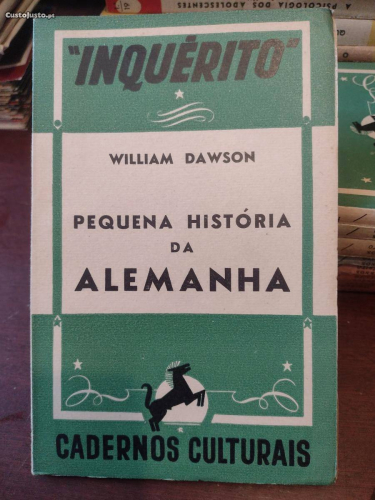 CustoJusto.pt
A PSICOLOGIA DOS ADOLESCENTES
"INQUÉRITO"
WILLIAM DAWSON
PEQUENA HISTÓRIA
DA
ALEMANHA
CADERNOS CULTURAIS